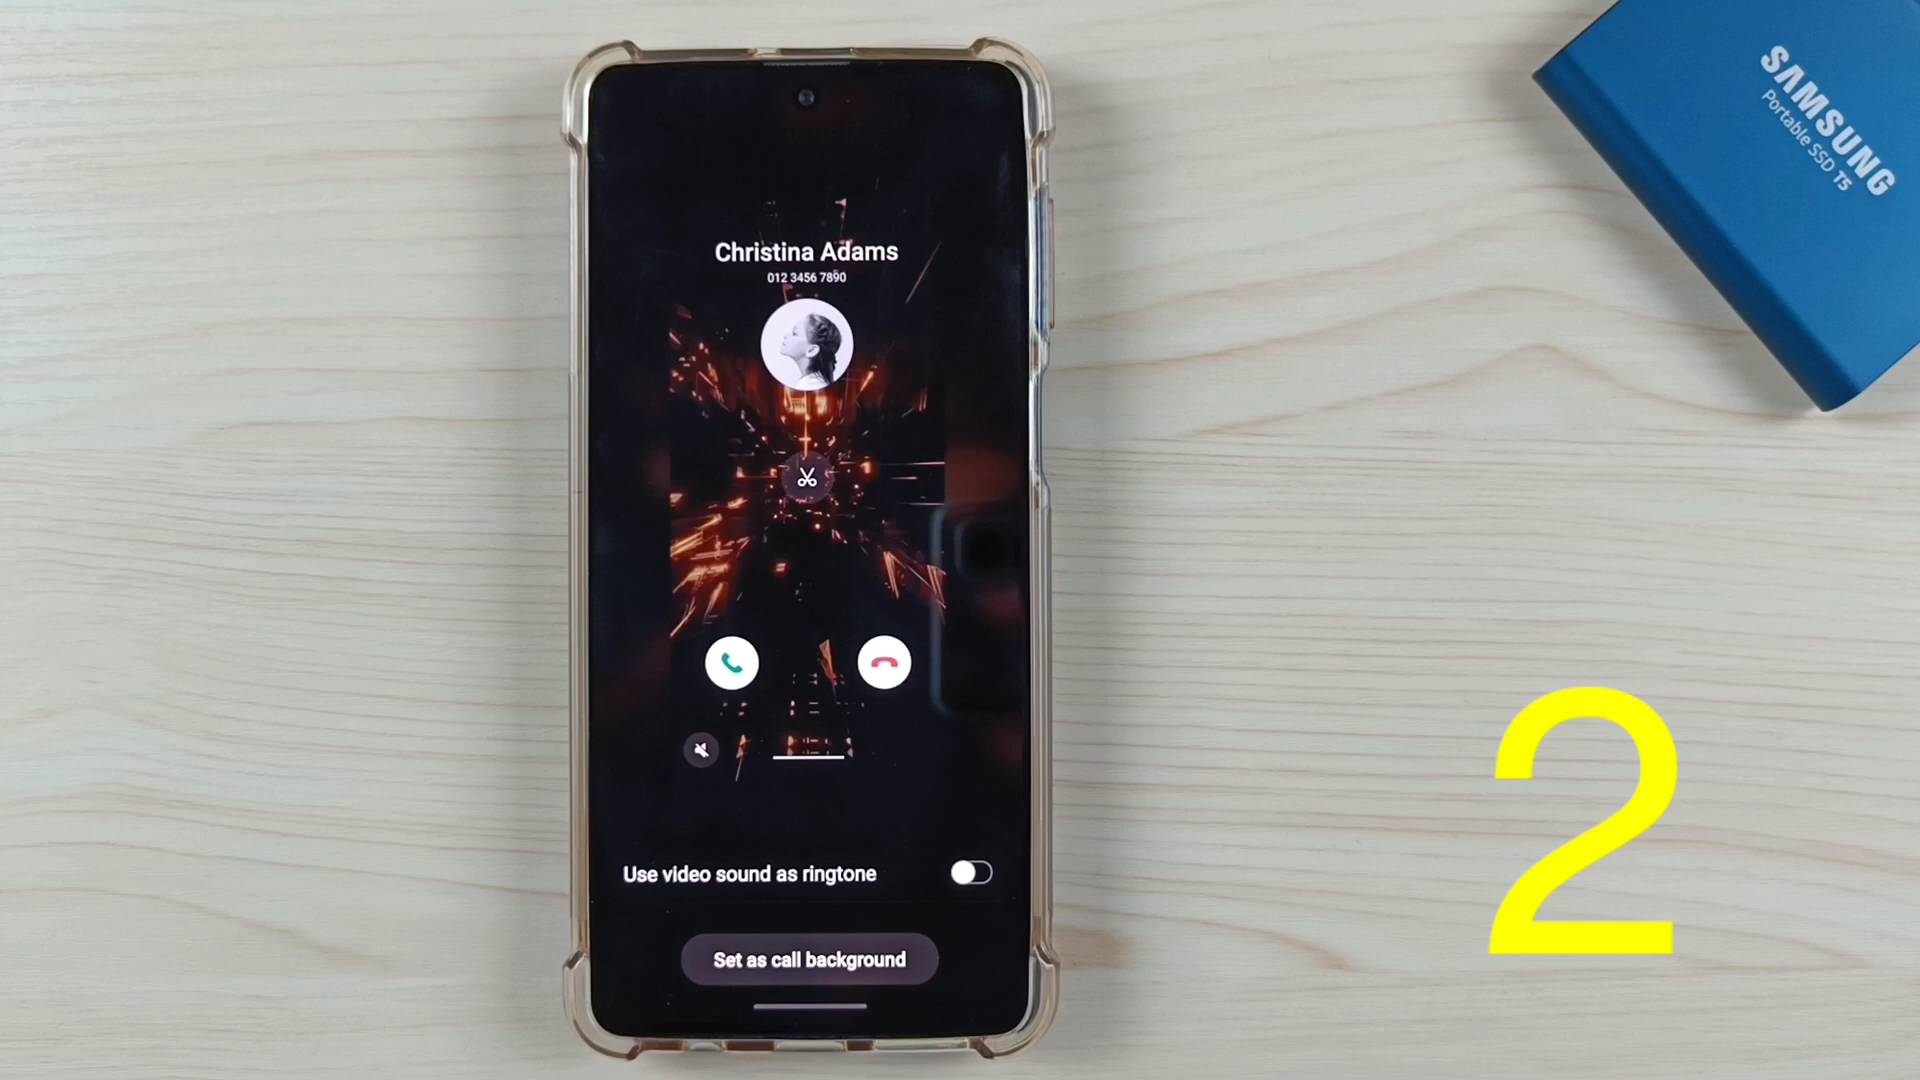 SAMSUNG
Portable SSD T5
Christina Adams
012 3456 7890
Use video sound as ringtone
Set as call background
2